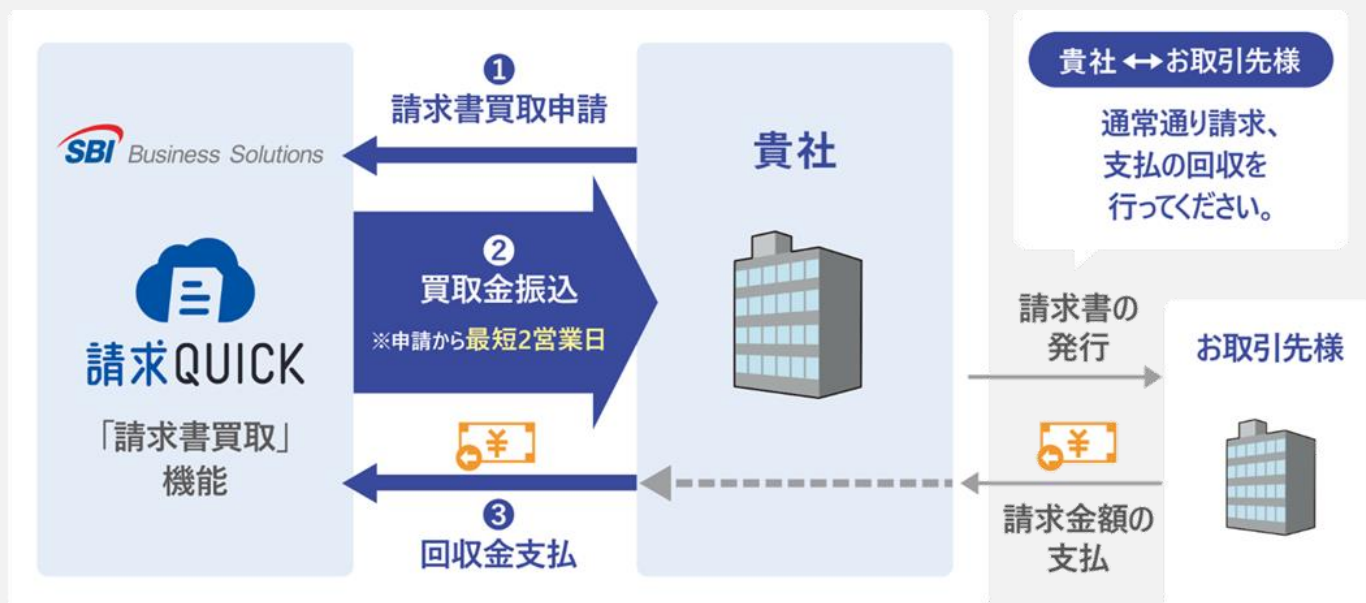 ❶
請求書買取申請
SBI Business Solutions
❷
買取金振込
※申請から最短2営業日
請求QUICK
「請求書買取」
機能
¥
❸
回収金支払
貴社
貴社↔お取引先様
通常通り請求、
支払の回収を
行ってください。
請求書の
発行
お取引先様
¥
請求金額の
支払